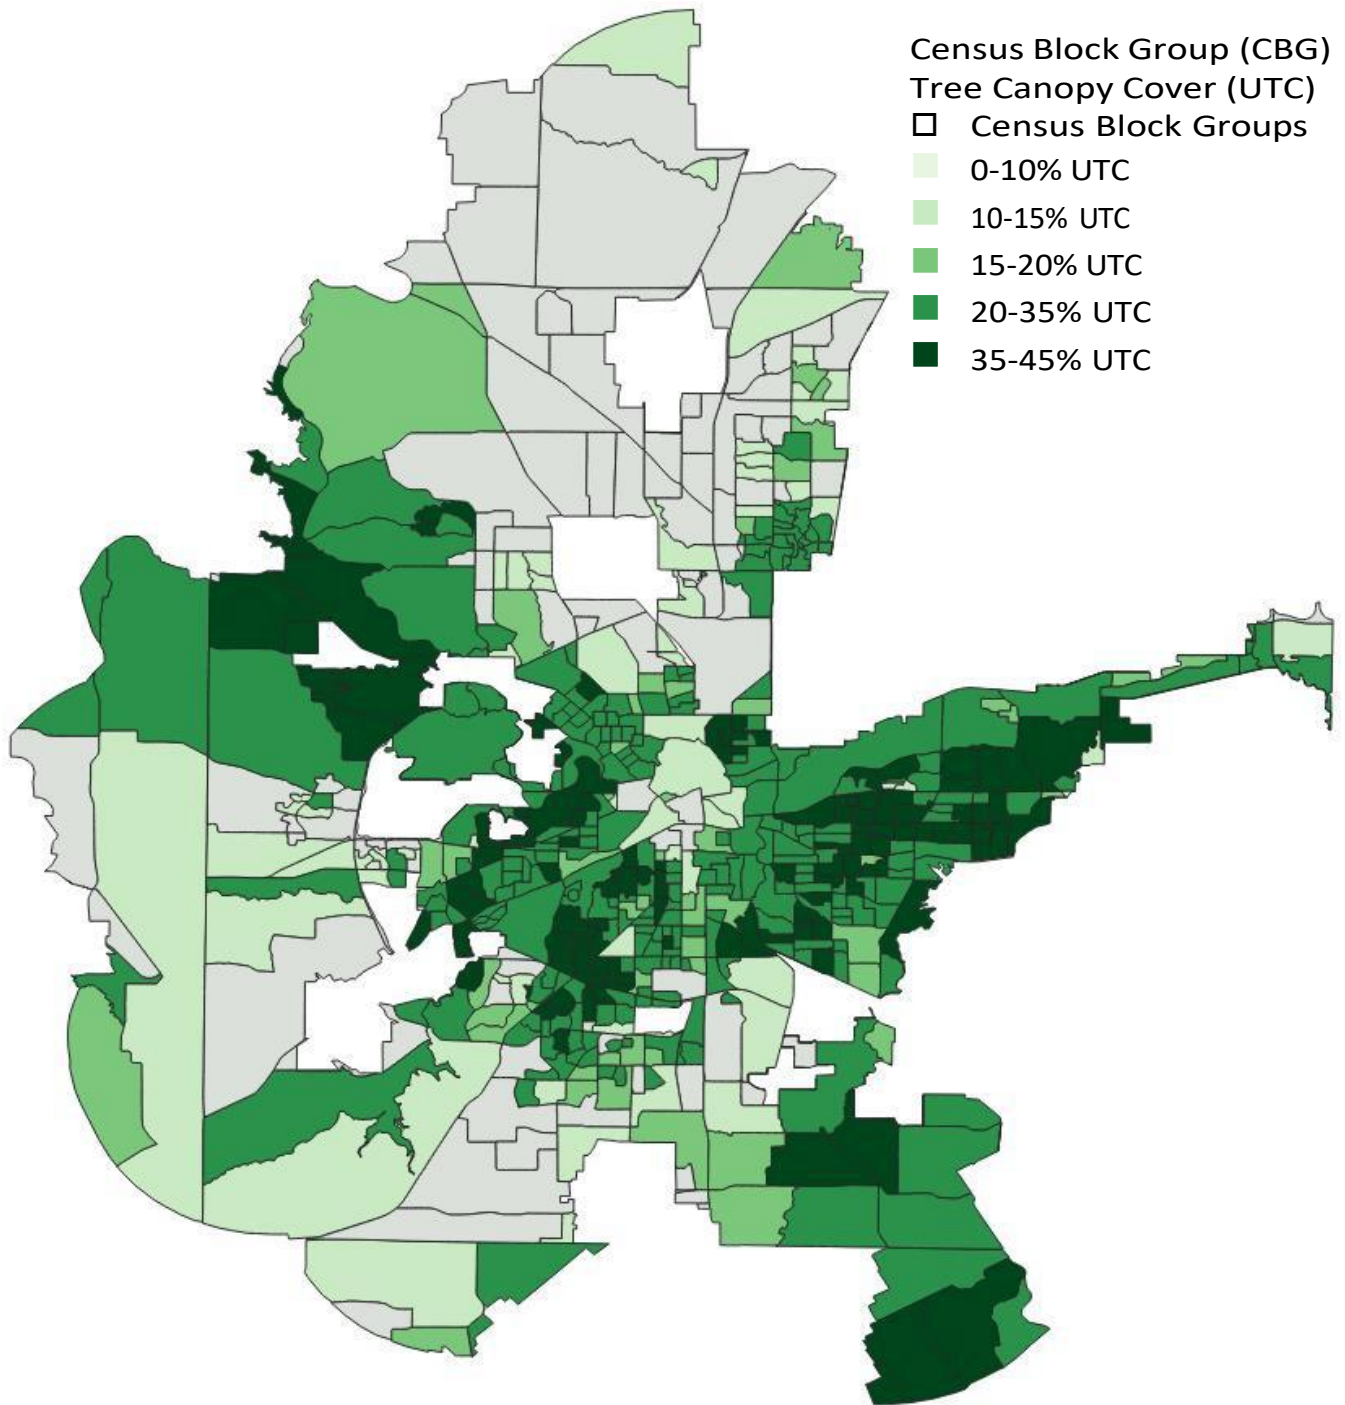 Census Block Group (CBG)
Tree Canopy Cover (UTC)
Census Block Groups
0-10% UTC
10-15% UTC
15-20% UTC
20-35% UTC
35-45% UTC